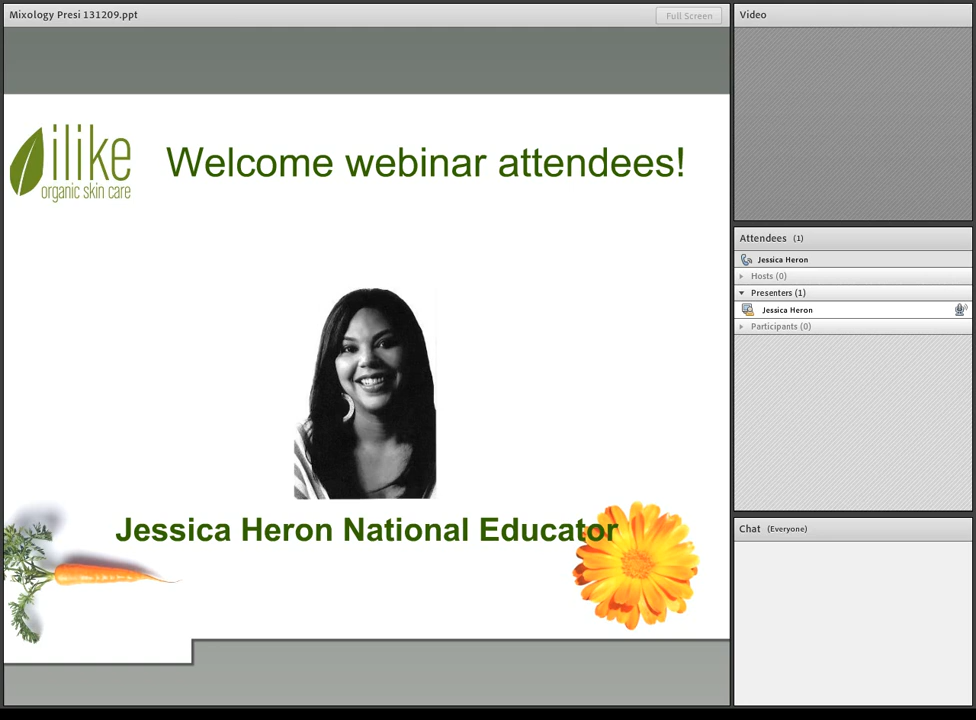 Mixology Presi 131209.ppt
Full Screen
ilike
organic skin care
Welcome webinar attendees!
Jessica Heron National Educator
Video
Attendees (1)
Jessica Heron
Hosts (0)
Presenters (1)
Jessica Heron
Participants (0)
Chat (Everyone)